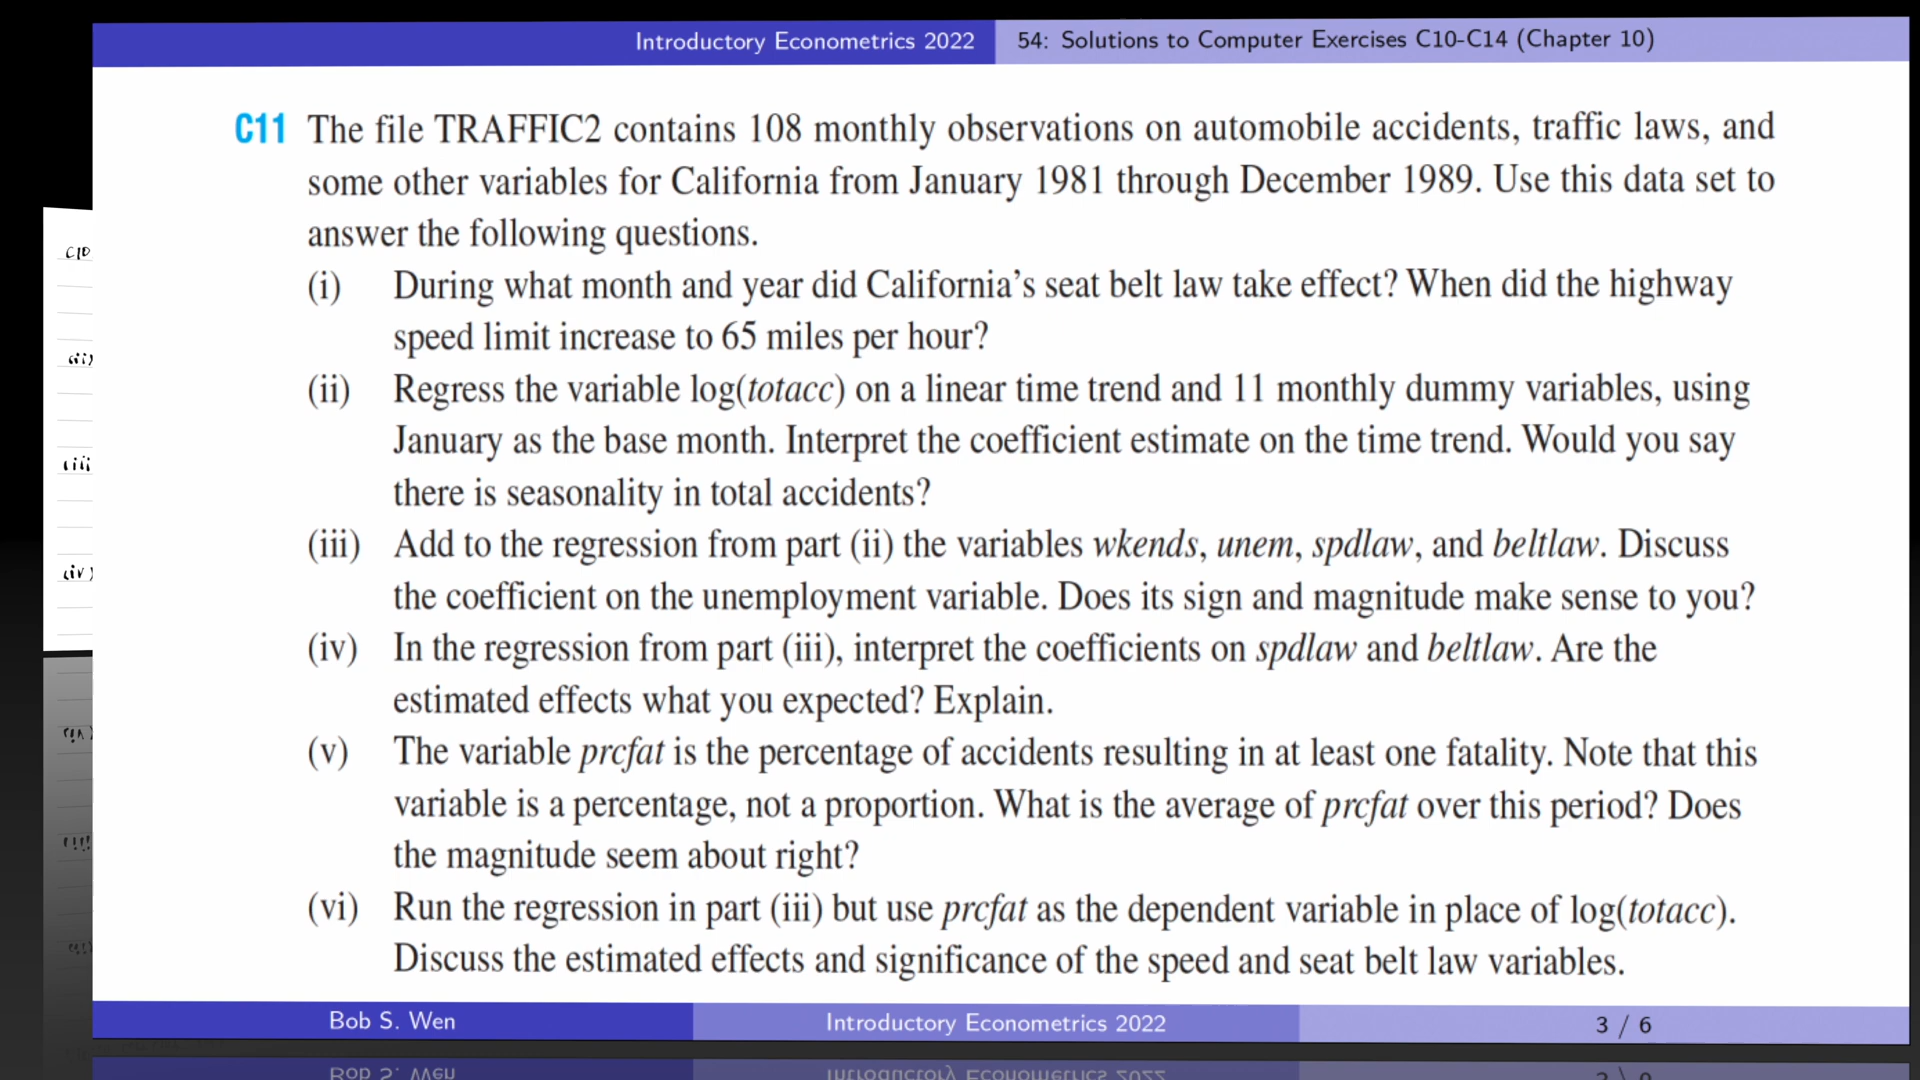 Introductory Econometrics 2022
54: Solutions to Computer Exercises C10-C14 (Chapter 10)
C11 The file TRAFFIC2 contains 108 monthly observations on automobile accidents, traffic laws, and
some other variables for California from January 1981 through December 1989. Use this data set to
answer the following questions.
(i) During what month and year did California's seat belt law take effect? When did the highway
speed limit increase to 65 miles per hour?
(ii) Regress the variable log(totacc) on a linear time trend and 11 monthly dummy variables, using
January as the base month. Interpret the coefficient estimate on the time trend. Would you say
there is seasonality in total accidents?
(iii) Add to the regression from part (ii) the variables wkends, unem, spdlaw, and beltlaw. Discuss
the coefficient on the unemployment variable. Does its sign and magnitude make sense to you?
(iv) In the regression from part (iii), interpret the coefficients on spdlaw and beltlaw. Are the
estimated effects what you expected? Explain.
(v) The variable prcfat is the percentage of accidents resulting in at least one fatality. Note that this
variable is a percentage, not a proportion. What is the average of prcfat over this period? Does
the magnitude seem about right?
(vi) Run the regression in part (iii) but use prcfat as the dependent variable in place of log(totacc).
Discuss the estimated effects and significance of the speed and seat belt law variables.
Bob S. Wen
Introductory Econometrics 2022
3 / 6
C10
(ii)
(iii
(iv)